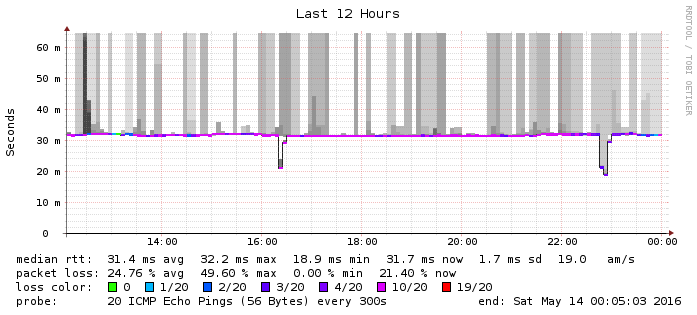 Last 12 Hours
RRDTOOL / TOBI OETIKER
Seconds
60 m
50 m
40 m
30 m
20 m
10 m
0
14:00 16:00 18:00 20:00 22:00 00:00
median rtt: 31.4 ms avg 32.2 ms max 18.9 ms min 31.7 ms now 1.7 ms sd 19.0 am/s
packet loss: 24.76 % avg 49.60 % max 0.00 % min 21.40 % now
loss color: 0 1/20 2/20 3/20 4/20 10/20 19/20
probe: 20 ICMP Echo Pings (56 Bytes) every 300s end: Sat May 14 00:05:03 2016